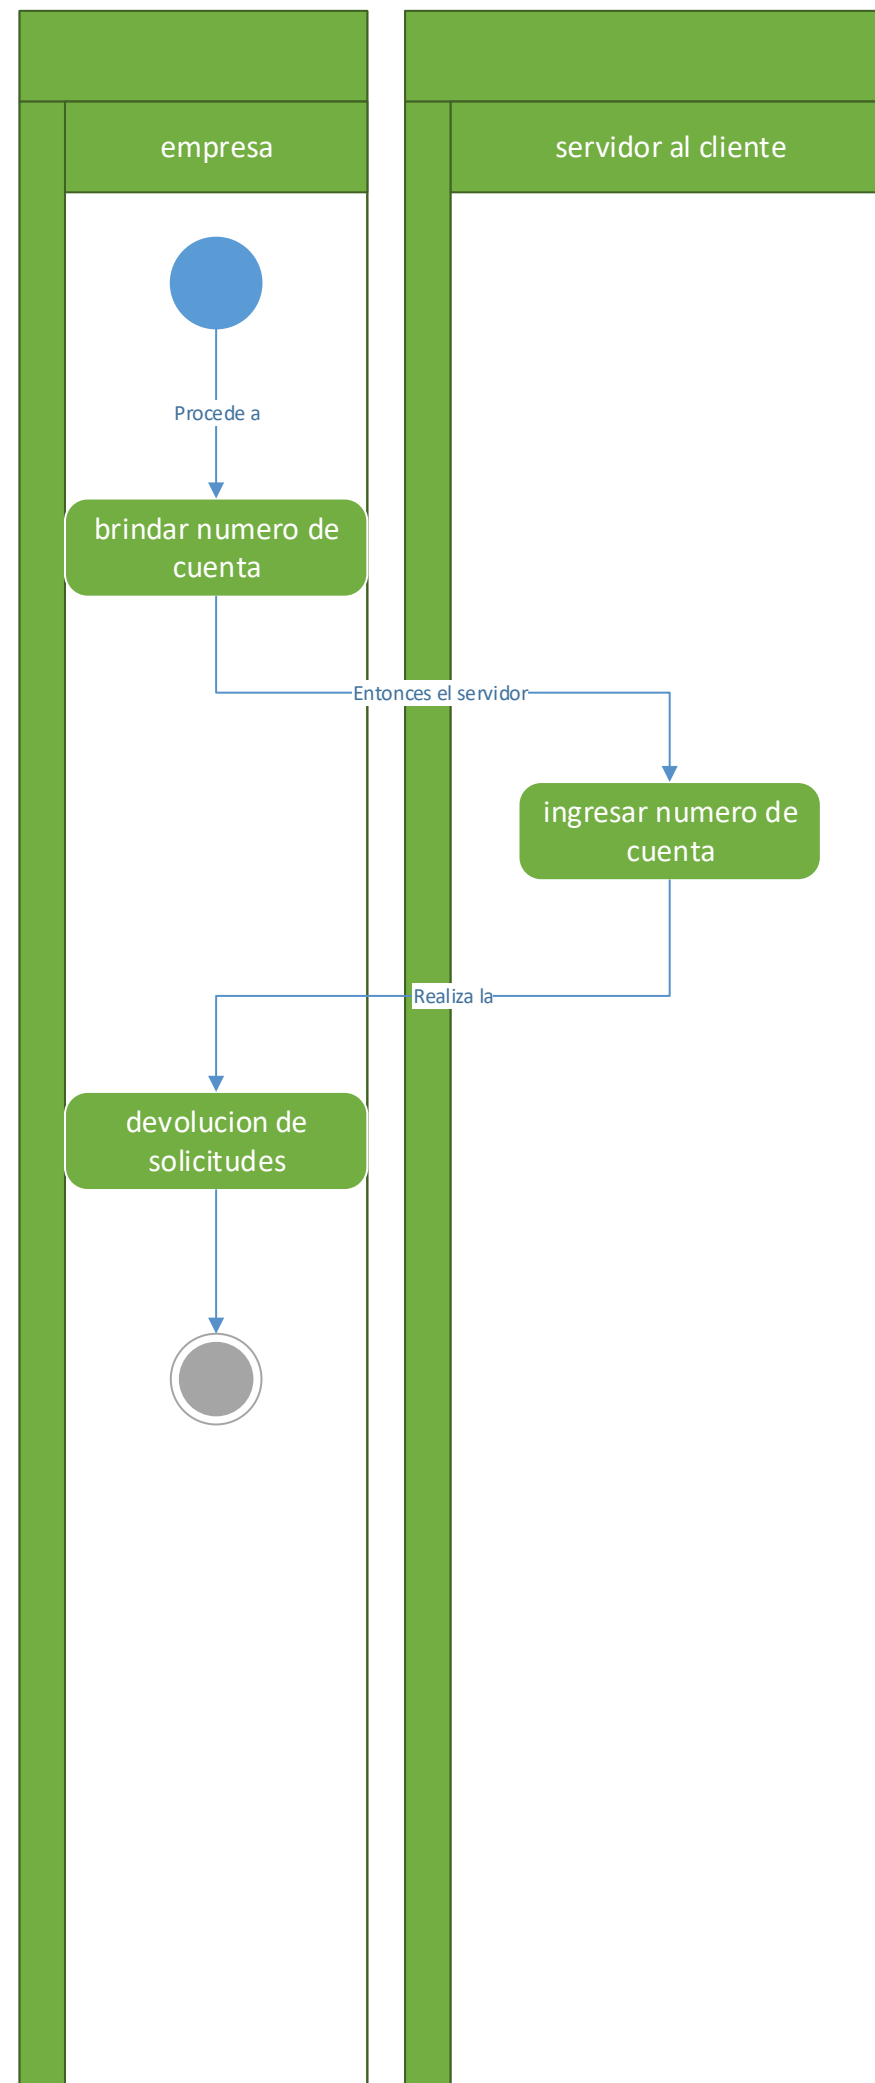 empresa
servidor al cliente
Procede a
brindar numero de
cuenta
Entonces el servidor
ingresar numero de
cuenta
Realiza la
devolucion de
solicitudes